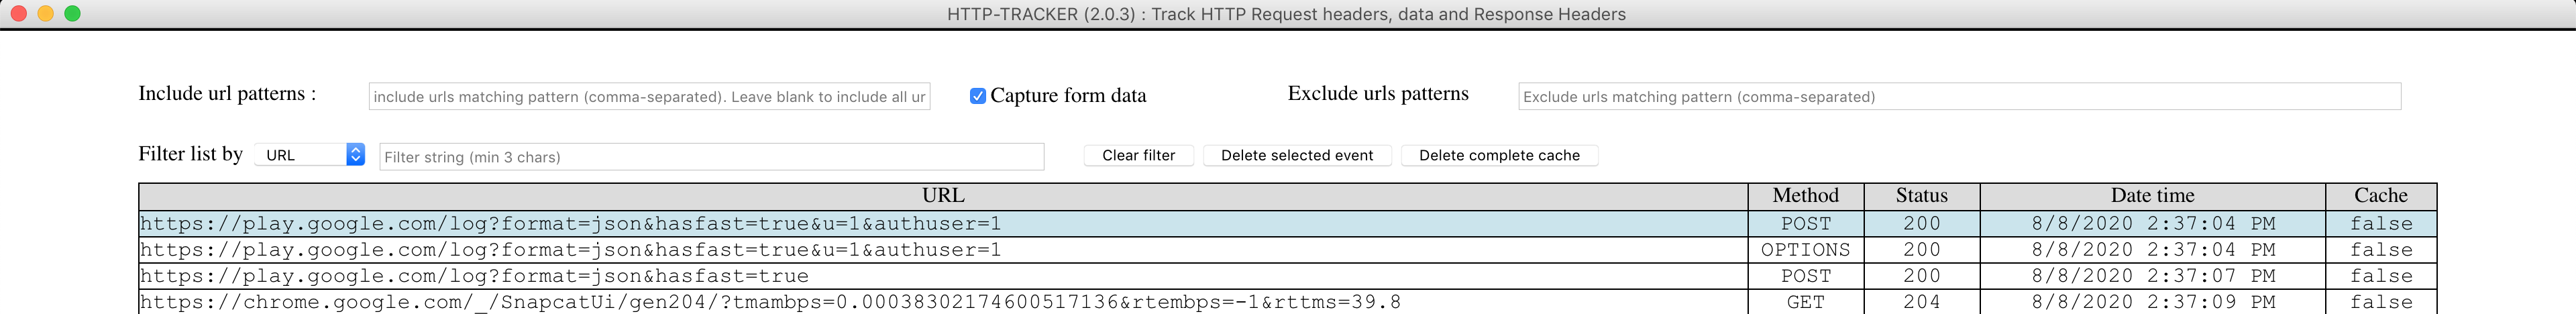 HTTP-TRACKER (2.0.3) : Track HTTP Request headers, data and Response Headers
Include url patterns : include urls matching pattern (comma-separated). Leave blank to include all ur Capture form data Exclude urls patterns Exclude urls matching pattern (comma-separated)
Filter list by URL Filter string (min 3 chars) Clear filter Delete selected event Delete complete cache
URL Method Status Date time Cache
https://play.google.com/log?format=json&hasfast=true&u=1&authuser=1 POST 200 8/8/2020 2:37:04 PM false
https://play.google.com/log?format=json&hasfast=true&u=1&authuser=1 OPTIONS 200 8/8/2020 2:37:04 PM false
https://play.google.com/log?format=json&hasfast=true POST 200 8/8/2020 2:37:07 PM false
https://chrome.google.com/_/SnapcatUi/gen204/?tmambps=0.00038302174600517136&rtembps=-1&rttms=39.8 GET 204 8/8/2020 2:37:09 PM false